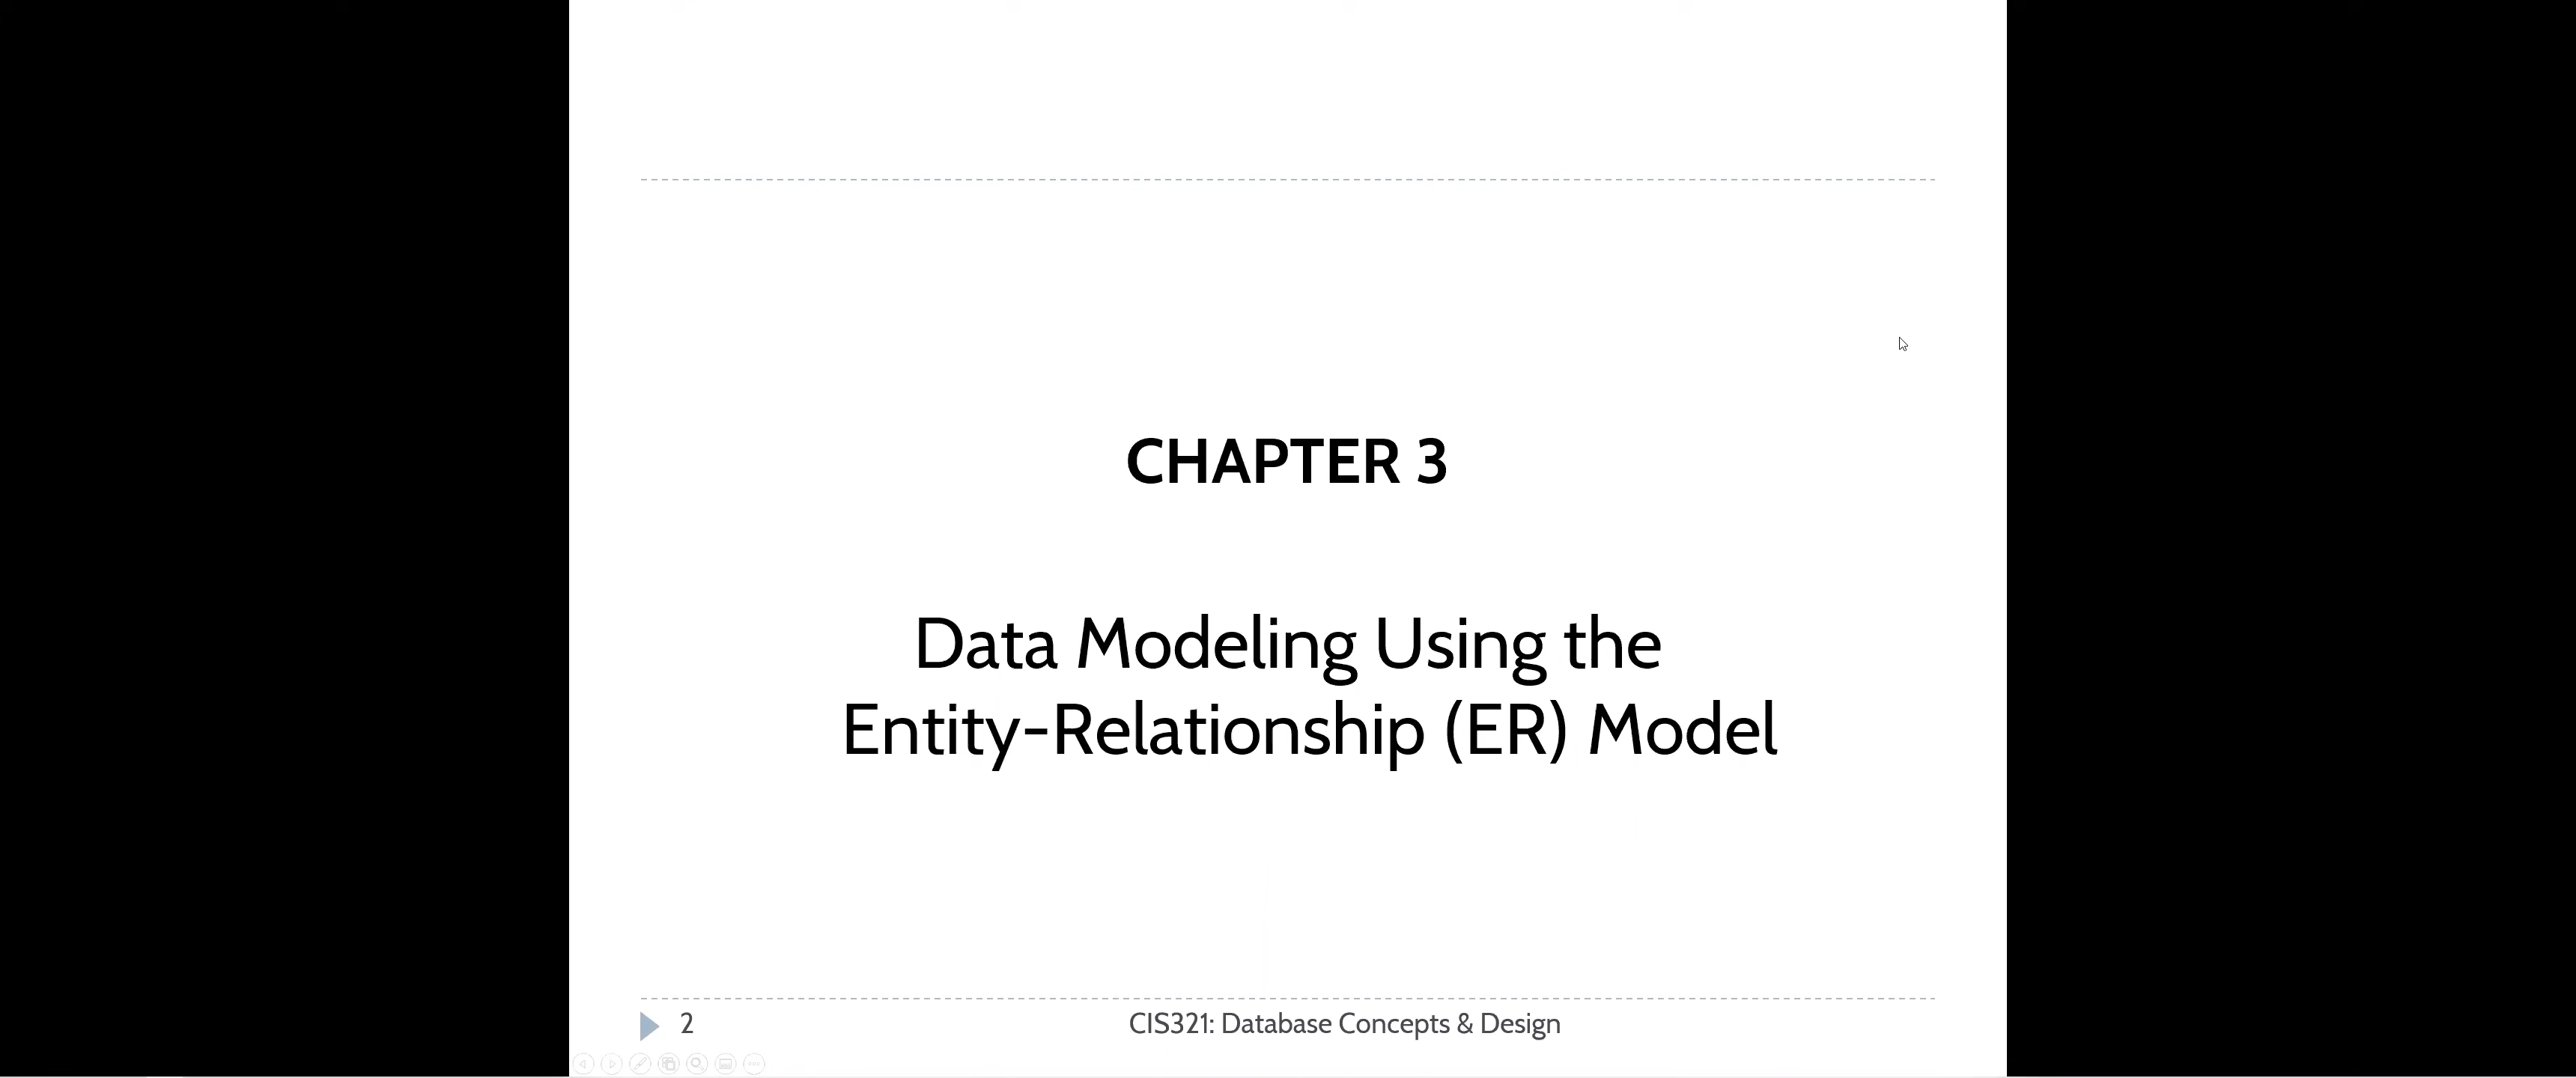 CHAPTER 3
Data Modeling Using the
Entity-Relationship (ER) Model
2
CIS321: Database Concepts & Design